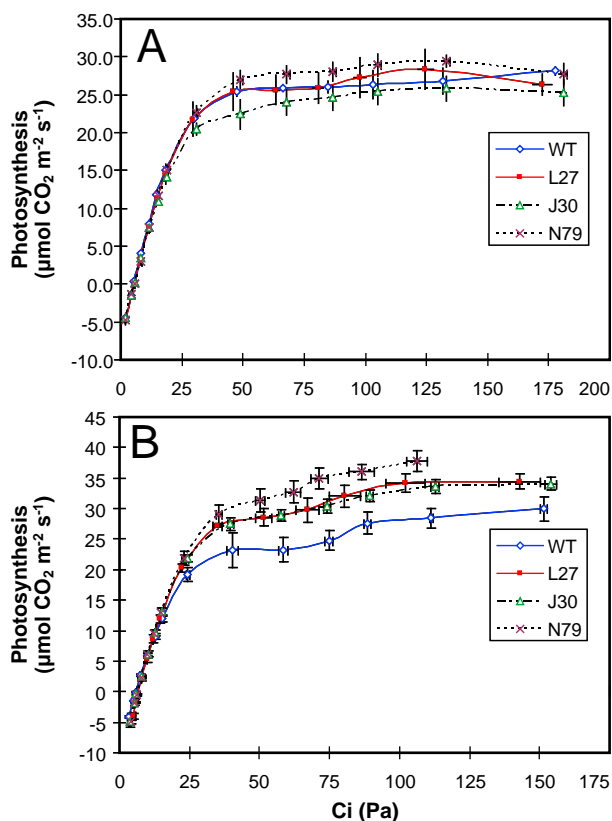 A
Photosynthesis
(µmol CO₂ m⁻² s⁻¹)
35.0
30.0
25.0
20.0
15.0
10.0
5.0
0.0
-5.0
-10.0
WT
L27
J30
N79
0 25 50 75 100 125 150 175 200
B
Photosynthesis
(µmol CO₂ m⁻² s⁻¹)
45
40
35
30
25
20
15
10
5
0
-5
-10
WT
L27
J30
N79
0 25 50 75 100 125 150 175
Ci (Pa)